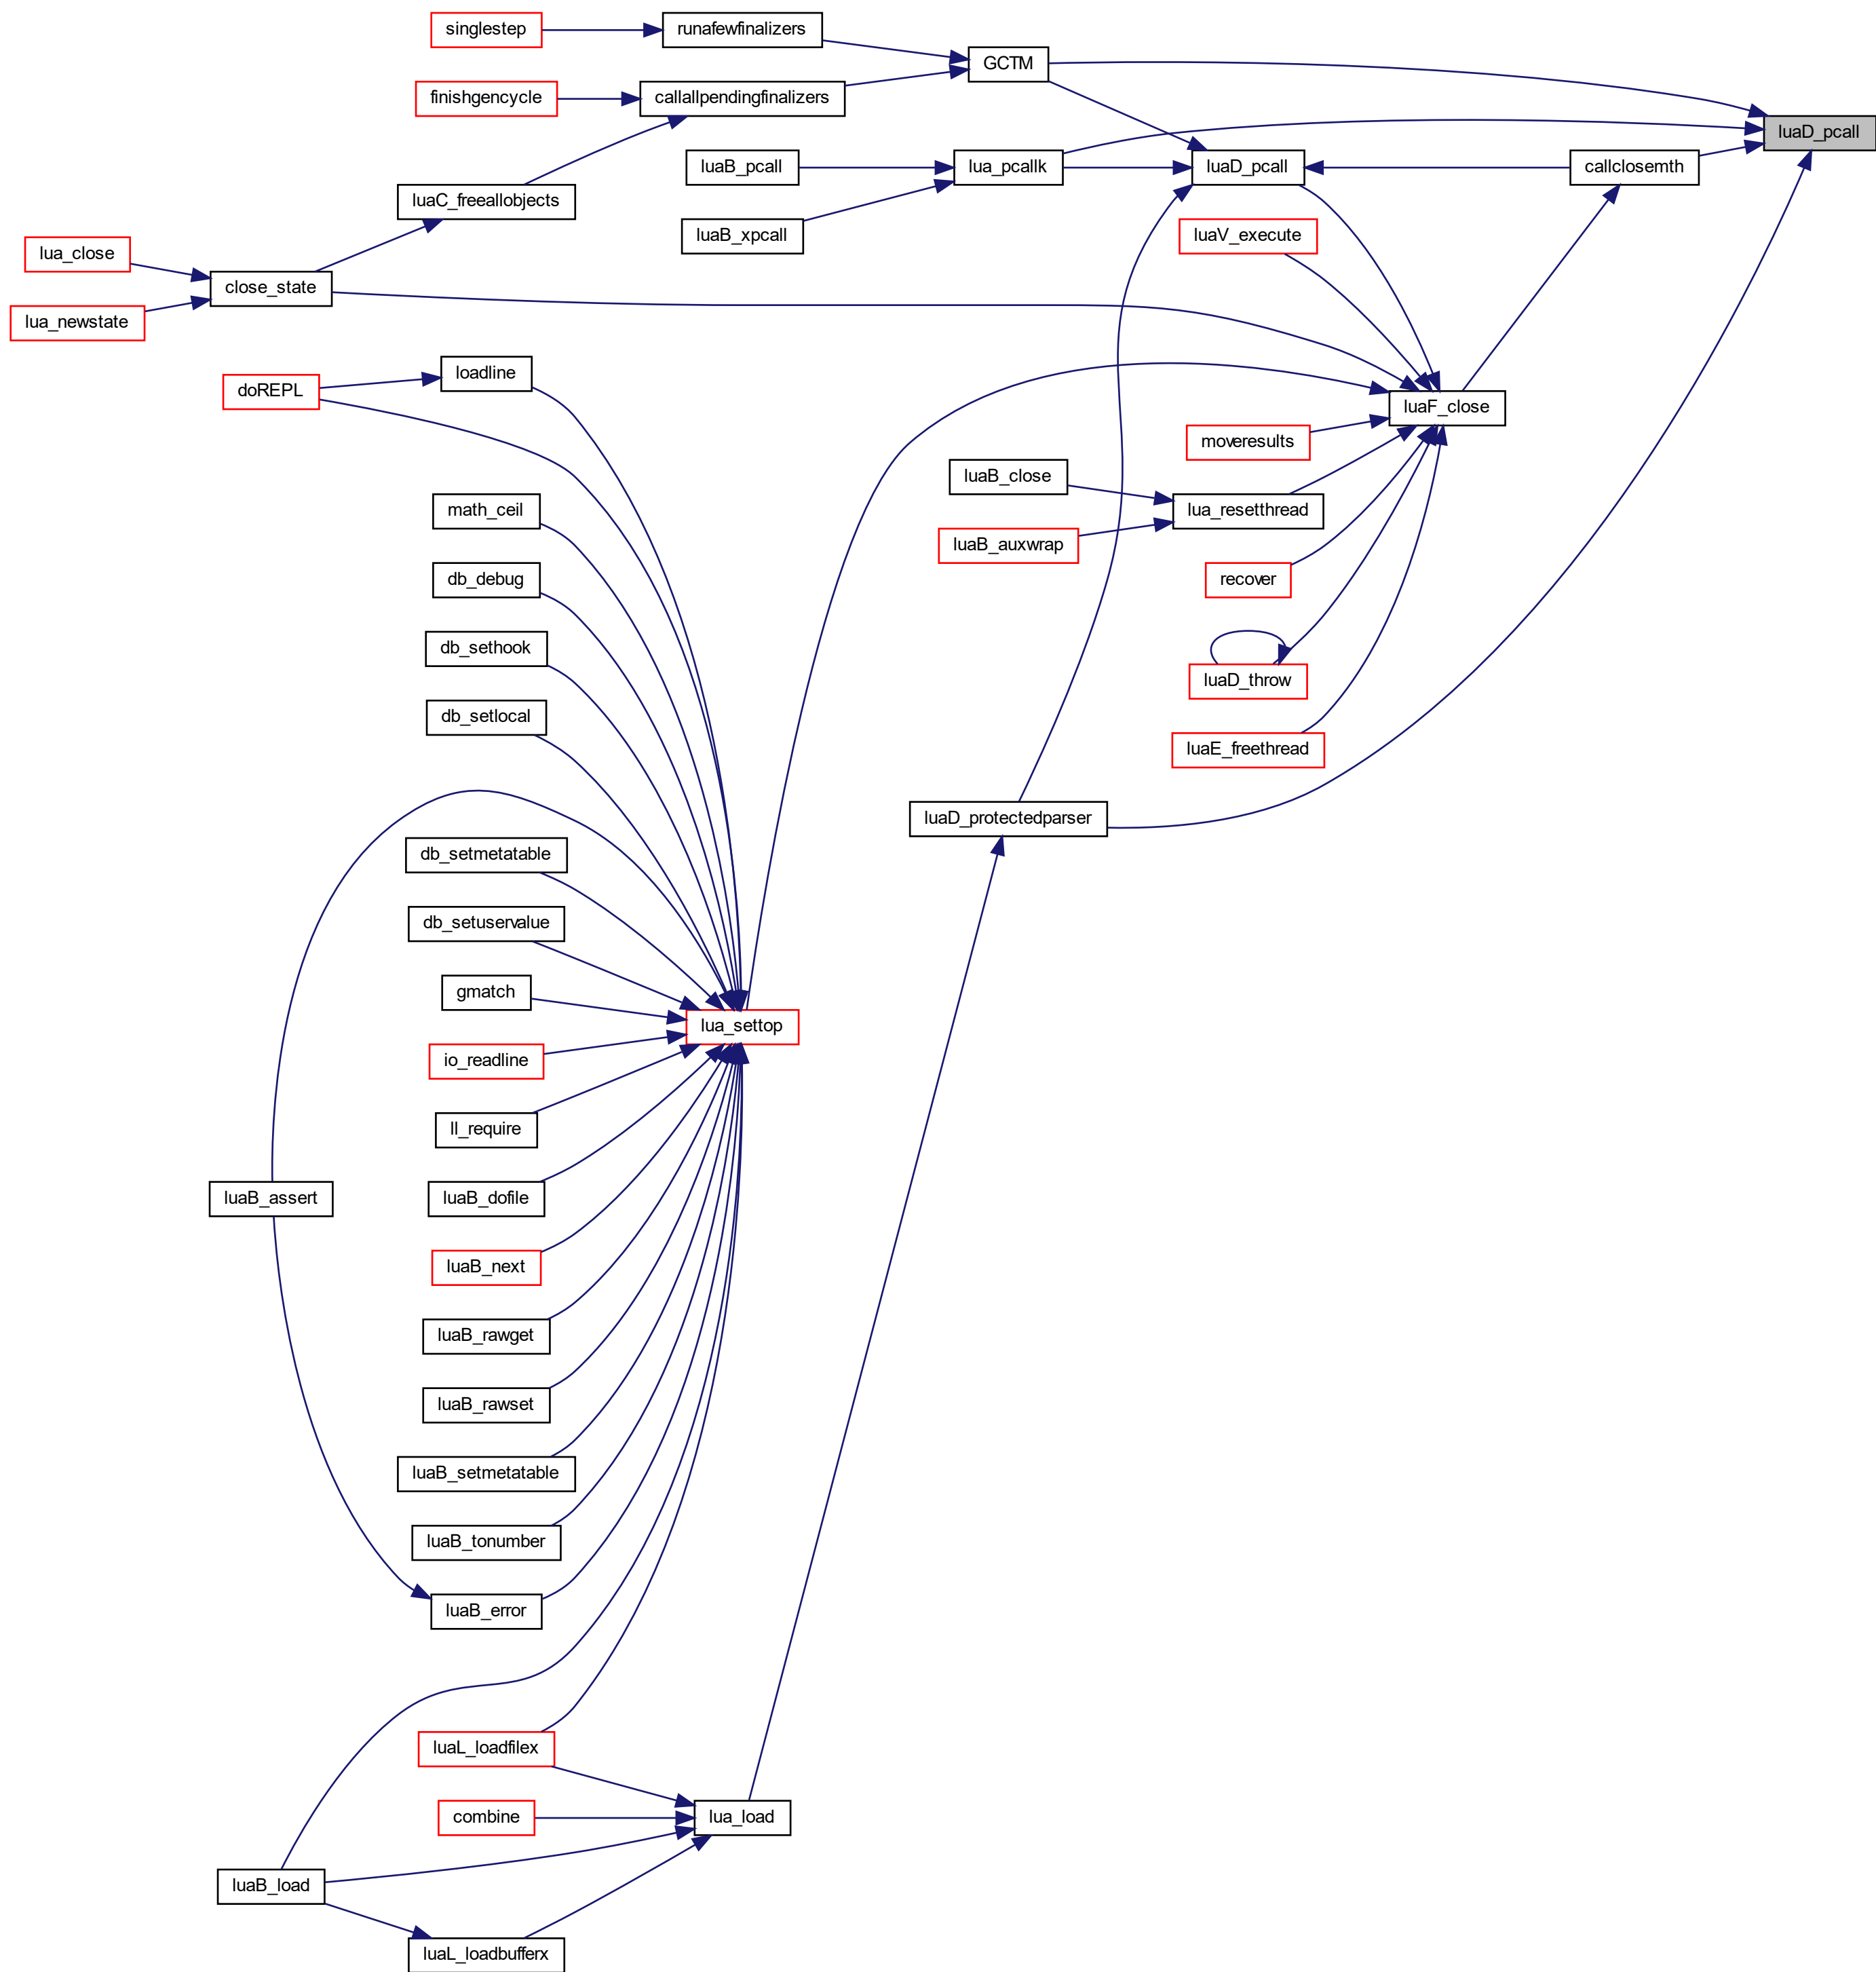 singlestep
runafewfinalizers
GCTM
finishgencycle
callallpendingfinalizers
luaD_pcall
luaB_pcall
lua_pcallk
luaD_pcall
callclosemth
luaC_freeallobjects
luaB_xpcall
luaV_execute
lua_close
close_state
lua_newstate
loadline
doREPL
luaF_close
moveresults
luaB_close
math_ceil
lua_resetthread
luaB_auxwrap
db_debug
recover
db_sethook
luaD_throw
db_setlocal
luaE_freethread
luaD_protectedparser
db_setmetatable
db_setuservalue
gmatch
lua_settop
io_readline
ll_require
luaB_assert
luaB_dofile
luaB_next
luaB_rawget
luaB_rawset
luaB_setmetatable
luaB_tonumber
luaB_error
luaL_loadfilex
combine
lua_load
luaB_load
luaL_loadbufferx